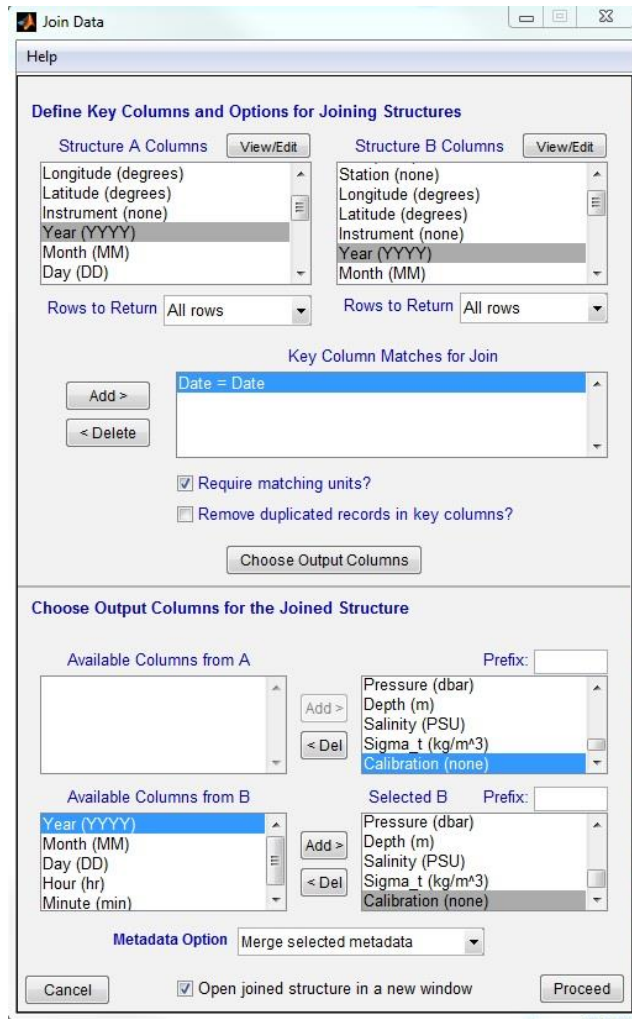 Join Data
Help
Define Key Columns and Options for Joining Structures
Structure A Columns View/Edit Structure B Columns View/Edit
Longitude (degrees)
Latitude (degrees)
Instrument (none)
Year (YYYY)
Month (MM)
Day (DD)
Station (none)
Longitude (degrees)
Latitude (degrees)
Instrument (none)
Year (YYYY)
Month (MM)
Rows to Return All rows Rows to Return All rows
Key Column Matches for Join
Add >
< Delete
Date = Date
Require matching units?
Remove duplicated records in key columns?
Choose Output Columns
Choose Output Columns for the Joined Structure
Available Columns from A Prefix:
Add >
< Del
Pressure (dbar)
Depth (m)
Salinity (PSU)
Sigma_t (kg/m^3)
Calibration (none)
Available Columns from B Selected B Prefix:
Year (YYYY)
Month (MM)
Day (DD)
Hour (hr)
Minute (min)
Add >
< Del
Pressure (dbar)
Depth (m)
Salinity (PSU)
Sigma_t (kg/m^3)
Calibration (none)
Metadata Option Merge selected metadata
Cancel Open joined structure in a new window Proceed